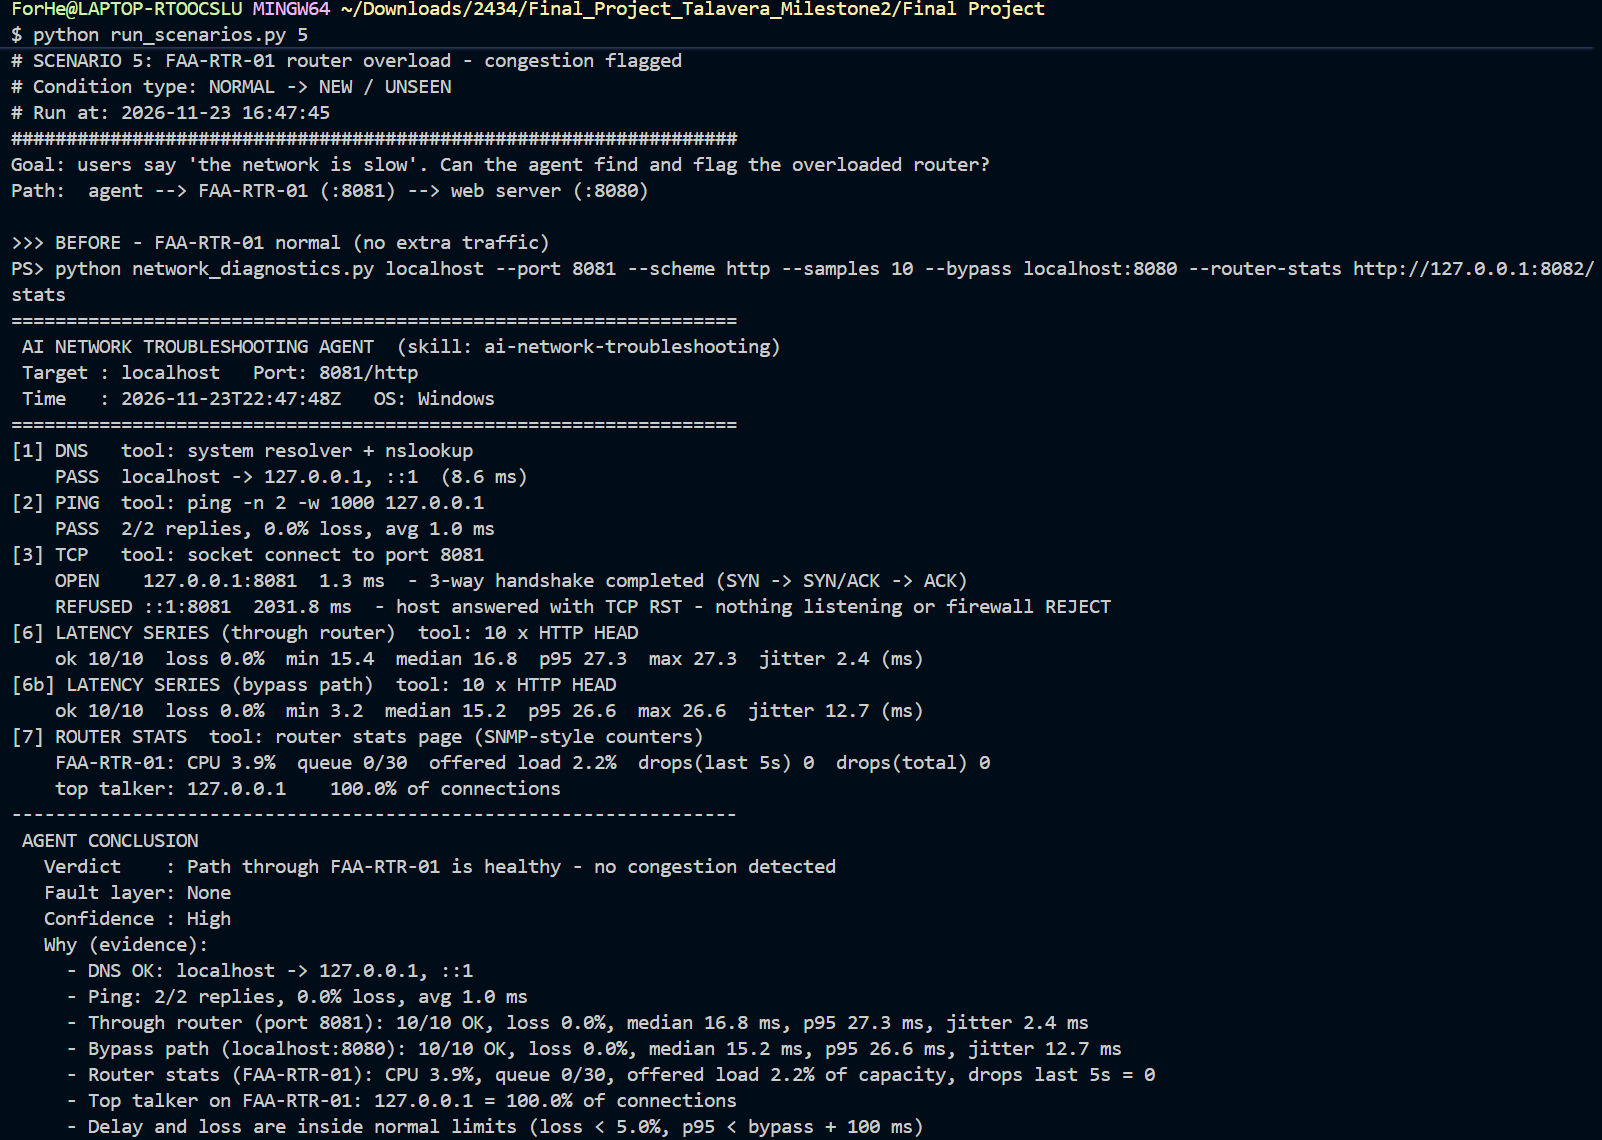 ForHe@LAPTOP-RTOOCSLU MINGW64 ~/Downloads/2434/Final_Project_Talavera_Milestone2/Final Project
$ python run_scenarios.py 5
# SCENARIO 5: FAA-RTR-01 router overload - congestion flagged
# Condition type: NORMAL -> NEW / UNSEEN
# Run at: 2026-11-23 16:47:45
##################################################################
Goal: users say 'the network is slow'. Can the agent find and flag the overloaded router?
Path:  agent --> FAA-RTR-01 (:8081) --> web server (:8080)
>>> BEFORE - FAA-RTR-01 normal (no extra traffic)
PS> python network_diagnostics.py localhost --port 8081 --scheme http --samples 10 --bypass localhost:8080 --router-stats http://127.0.0.1:8082/
stats
==================================================================
 AI NETWORK TROUBLESHOOTING AGENT  (skill: ai-network-troubleshooting)
 Target : localhost   Port: 8081/http
 Time   : 2026-11-23T22:47:48Z   OS: Windows
==================================================================
[1] DNS   tool: system resolver + nslookup
    PASS  localhost -> 127.0.0.1, ::1  (8.6 ms)
[2] PING  tool: ping -n 2 -w 1000 127.0.0.1
    PASS  2/2 replies, 0.0% loss, avg 1.0 ms
[3] TCP   tool: socket connect to port 8081
    OPEN    127.0.0.1:8081  1.3 ms  - 3-way handshake completed (SYN -> SYN/ACK -> ACK)
    REFUSED ::1:8081  2031.8 ms  - host answered with TCP RST - nothing listening or firewall REJECT
[6] LATENCY SERIES (through router)  tool: 10 x HTTP HEAD
    ok 10/10  loss 0.0%  min 15.4  median 16.8  p95 27.3  max 27.3  jitter 2.4 (ms)
[6b] LATENCY SERIES (bypass path)  tool: 10 x HTTP HEAD
    ok 10/10  loss 0.0%  min 3.2  median 15.2  p95 26.6  max 26.6  jitter 12.7 (ms)
[7] ROUTER STATS  tool: router stats page (SNMP-style counters)
    FAA-RTR-01: CPU 3.9%  queue 0/30  offered load 2.2%  drops(last 5s) 0  drops(total) 0
    top talker: 127.0.0.1    100.0% of connections
------------------------------------------------------------------
 AGENT CONCLUSION
   Verdict    : Path through FAA-RTR-01 is healthy - no congestion detected
   Fault layer: None
   Confidence : High
   Why (evidence):
     - DNS OK: localhost -> 127.0.0.1, ::1
     - Ping: 2/2 replies, 0.0% loss, avg 1.0 ms
     - Through router (port 8081): 10/10 OK, loss 0.0%, median 16.8 ms, p95 27.3 ms, jitter 2.4 ms
     - Bypass path (localhost:8080): 10/10 OK, loss 0.0%, median 15.2 ms, p95 26.6 ms, jitter 12.7 ms
     - Router stats (FAA-RTR-01): CPU 3.9%, queue 0/30, offered load 2.2% of capacity, drops last 5s = 0
     - Top talker on FAA-RTR-01: 127.0.0.1 = 100.0% of connections
     - Delay and loss are inside normal limits (loss < 5.0%, p95 < bypass + 100 ms)